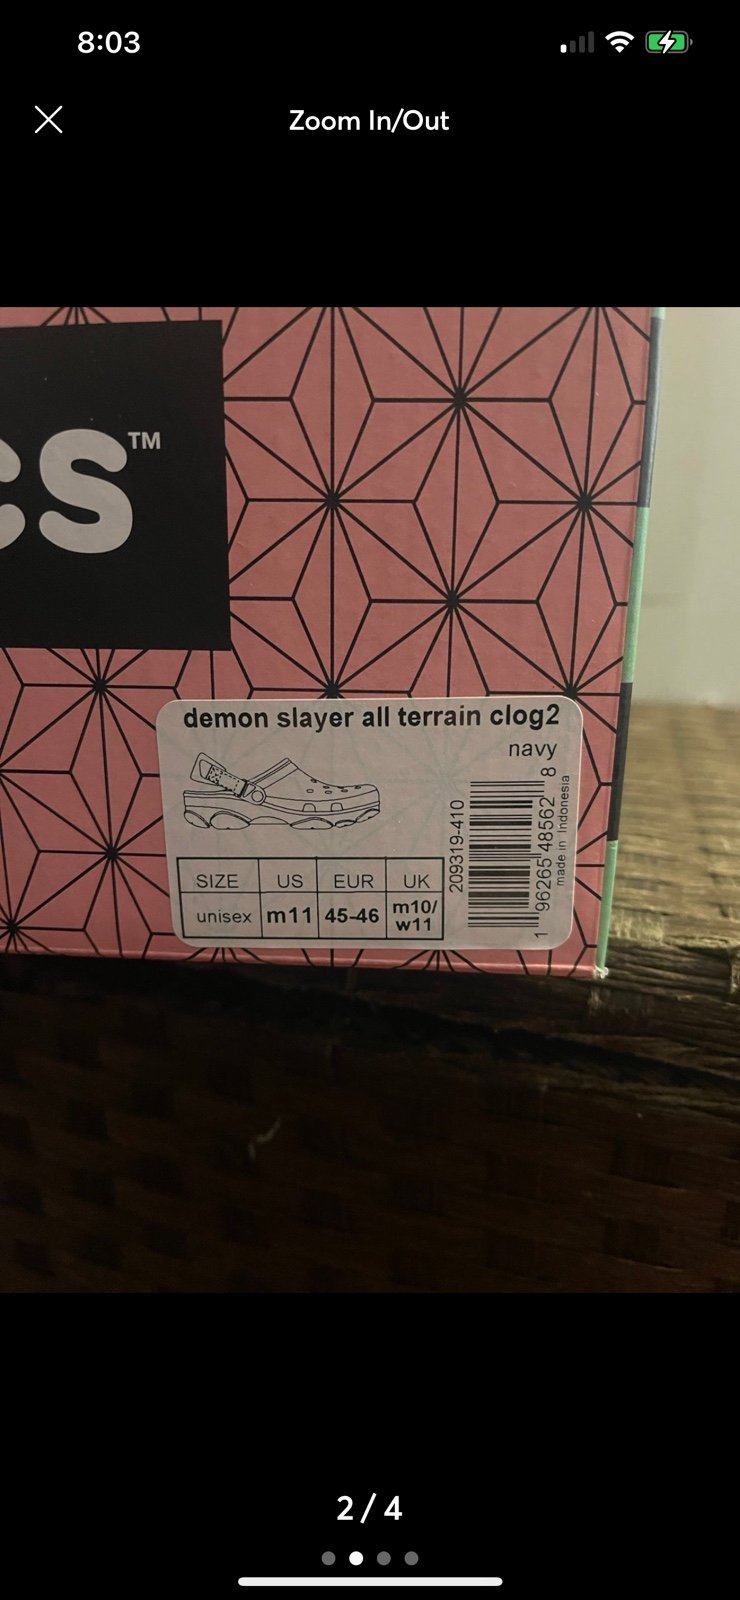 8:03
Zoom In/Out
cs™
demon slayer all terrain clog2
navy
SIZE US EUR UK
unisex m11 45-46 m10/
w11
209319-410
1 96265 48562 8
made in Indonesia
2 / 4